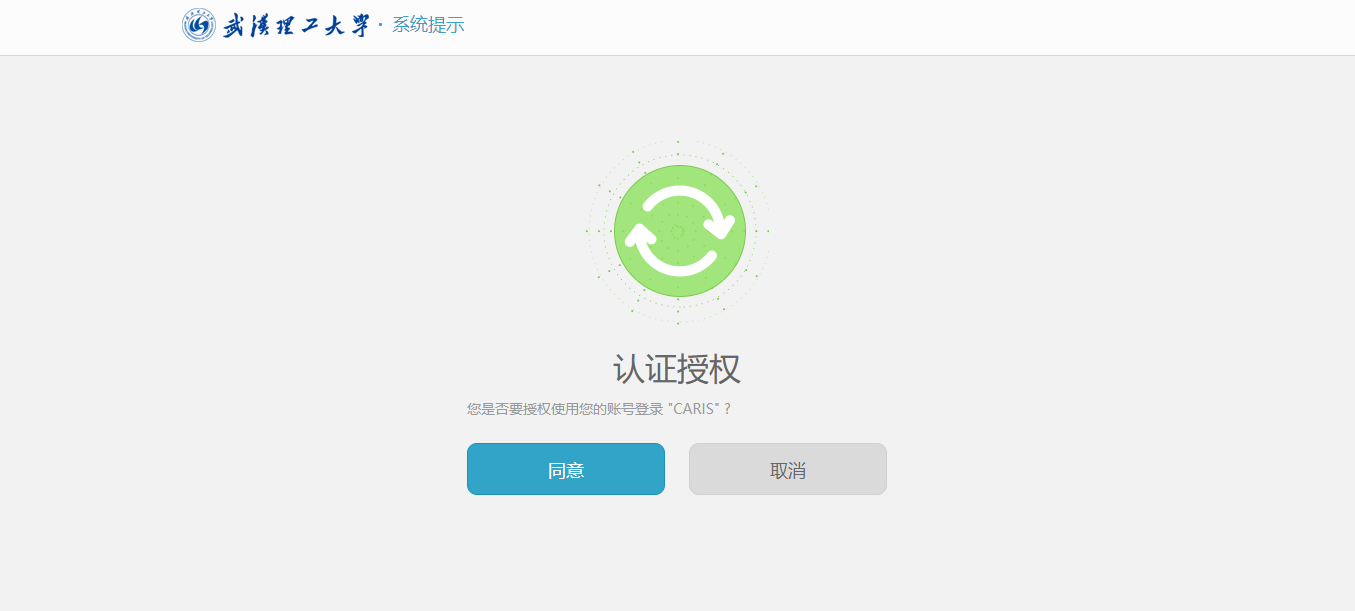 武汉理工大学 · 系统提示
认证授权
您是否要授权使用您的账号登录 "CARIS" ?
同意
取消